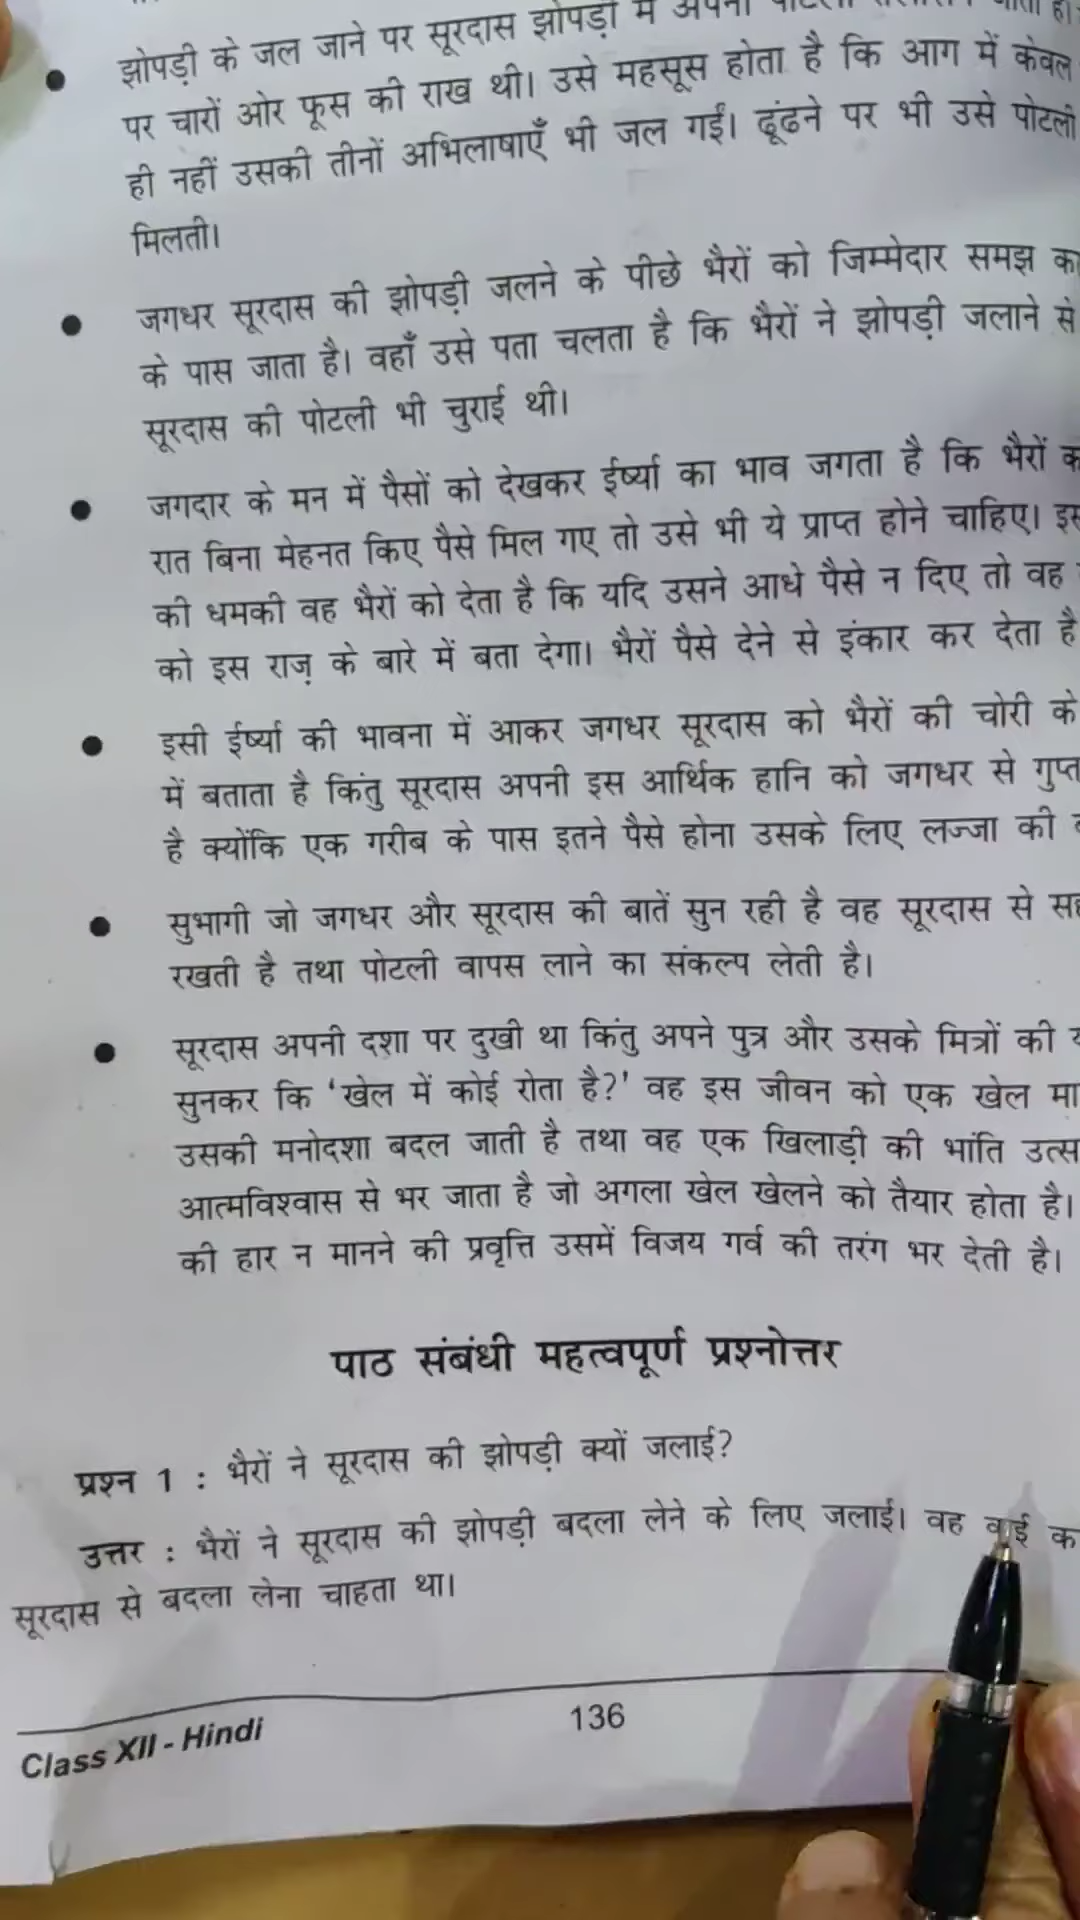 झोपड़ी के जल जाने पर सूरदास झोपड़ी में अपनी
पर चारों ओर फूस की राख थी। उसे महसूस होता है कि आग में केवल
ही नहीं उसकी तीनों अभिलाषाएँ भी जल गईं। ढूंढने पर भी उसे पोटली
मिलती।
जगधर सूरदास की झोपड़ी जलने के पीछे भैरों को जिम्मेदार समझ
के पास जाता है। वहाँ उसे पता चलता है कि भैरों ने झोपड़ी जलाने से
सूरदास की पोटली भी चुराई थी।
जगदार के मन में पैसों को देखकर ईर्ष्या का भाव जगता है कि भैरों
रात बिना मेहनत किए पैसे मिल गए तो उसे भी ये प्राप्त होने चाहिए।
की धमकी वह भैरों को देता है कि यदि उसने आधे पैसे न दिए तो वह
को इस राज़ के बारे में बता देगा। भैरों पैसे देने से इंकार कर देता है
इसी ईर्ष्या की भावना में आकर जगधर सूरदास को भैरों की चोरी के
में बताता है किंतु सूरदास अपनी इस आर्थिक हानि को जगधर से गुप्त
है क्योंकि एक गरीब के पास इतने पैसे होना उसके लिए लज्जा की
सुभागी जो जगधर और सूरदास की बातें सुन रही है वह सूरदास से
रखती है तथा पोटली वापस लाने का संकल्प लेती है।
सूरदास अपनी दशा पर दुखी था किंतु अपने पुत्र और उसके मित्रों की
सुनकर कि 'खेल में कोई रोता है?' वह इस जीवन को एक खेल
उसकी मनोदशा बदल जाती है तथा वह एक खिलाड़ी की भांति
आत्मविश्वास से भर जाता है जो अगला खेल खेलने को तैयार होता है।
की हार न मानने की प्रवृत्ति उसमें विजय गर्व की तरंग भर देती है।
पाठ संबंधी महत्वपूर्ण प्रश्नोत्तर
प्रश्न 1 : भैरों ने सूरदास की झोपड़ी क्यों जलाई?
उत्तर : भैरों ने सूरदास की झोपड़ी बदला लेने के लिए जलाई। वह
सूरदास से बदला लेना चाहता था।
Class XII - Hindi
136